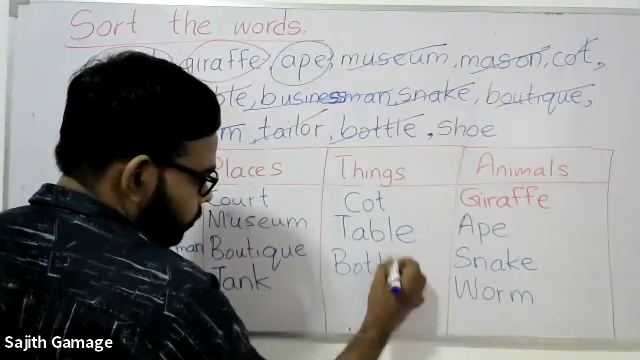 Sort the words.
giraffe, ape, museum, mason, cot,
businessman, snake, boutique,
tailor, bottle, shoe
Places Things Animals
Court Cot Giraffe
Museum Table Ape
man Boutique Snake
Tank Worm
Sajith Gamage